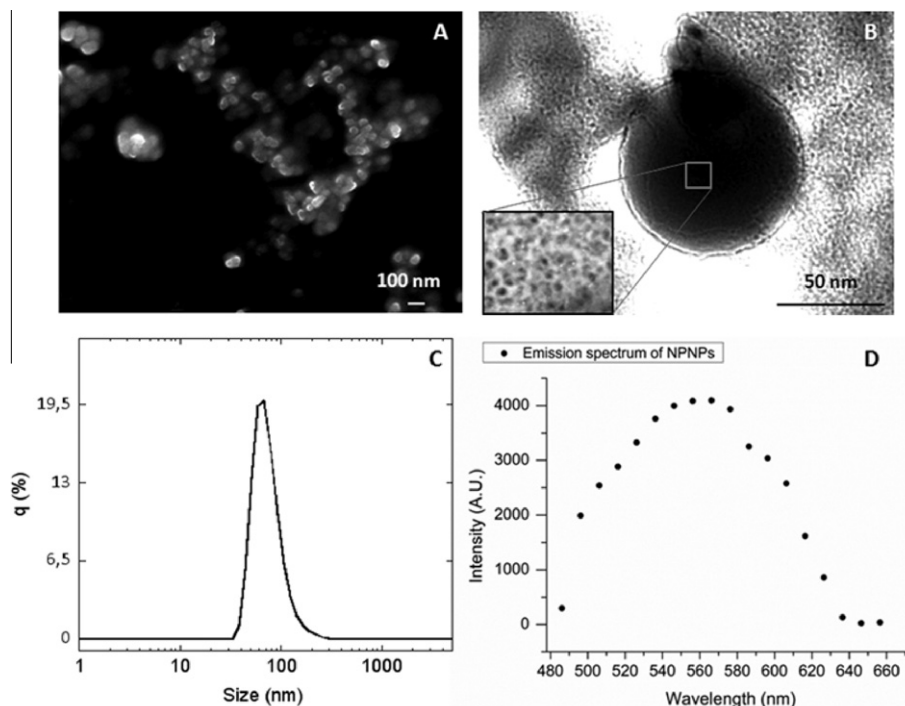 A
100 nm
B
50 nm
C
19,5
13
6,5
0
q (%)
1
10
100
1000
Size (nm)
Emission spectrum of NPNPs
D
4000
3000
2000
1000
0
Intensity (A.U.)
480 500 520 540 560 580 600 620 640 660
Wavelength (nm)